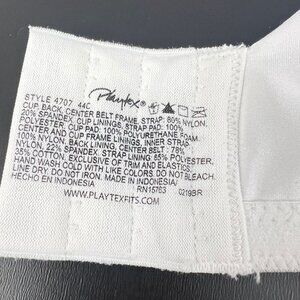 Playtex®
STYLE 4707 44C
CUP, BACK, CENTER BELT FRAME, STRAP: 80% NYLON,
20% SPANDEX, CUP LININGS, STRAP: 100%
POLYESTER, CUP PAD: 100% POLYURETHANE FOAM,
CENTER AND CUP FRAME LININGS, INNER STRAP:
100% NYLON. BACK LINING, CENTER BELT: 78%
NYLON, 22% SPANDEX. STRAP LINING: 65% POLYESTER,
35% COTTON. EXCLUSIVE OF TRIM AND ELASTICS.
HAND WASH COLD WITH LIKE COLORS. DO NOT BLEACH.
LINE DRY. DO NOT IRON. MADE IN INDONESIA/
HECHO EN INDONESIA RN15763 0219BR
WWW.PLAYTEXFITS.COM